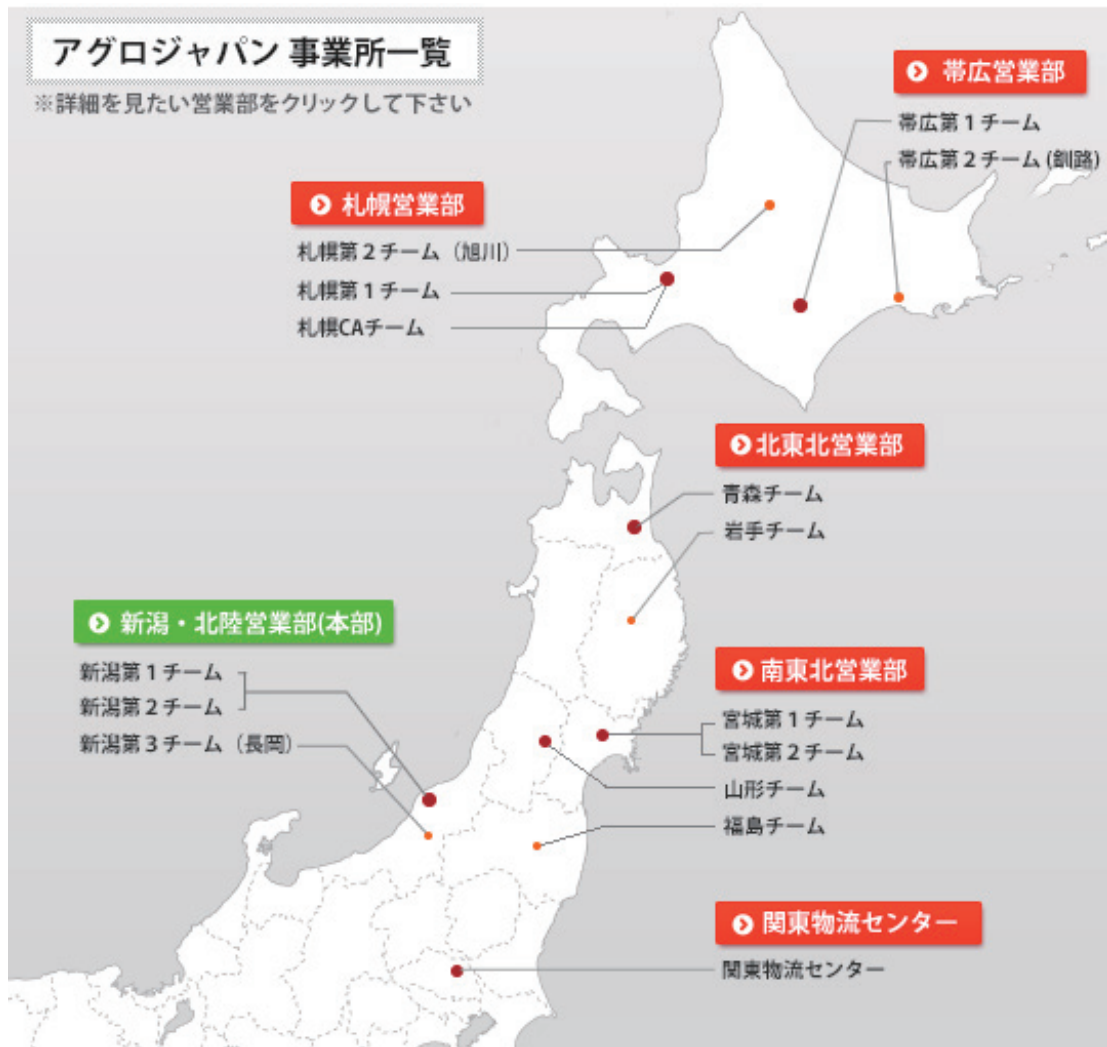 アグロジャパン 事業所一覧
※詳細を見たい営業部をクリックして下さい
帯広営業部
帯広第1チーム
帯広第2チーム(釧路)
札幌営業部
札幌第2チーム（旭川）
札幌第1チーム
札幌CAチーム
北東北営業部
青森チーム
岩手チーム
新潟・北陸営業部(本部)
新潟第1チーム
新潟第2チーム
新潟第3チーム（長岡）
南東北営業部
宮城第1チーム
宮城第2チーム
山形チーム
福島チーム
関東物流センター
関東物流センター